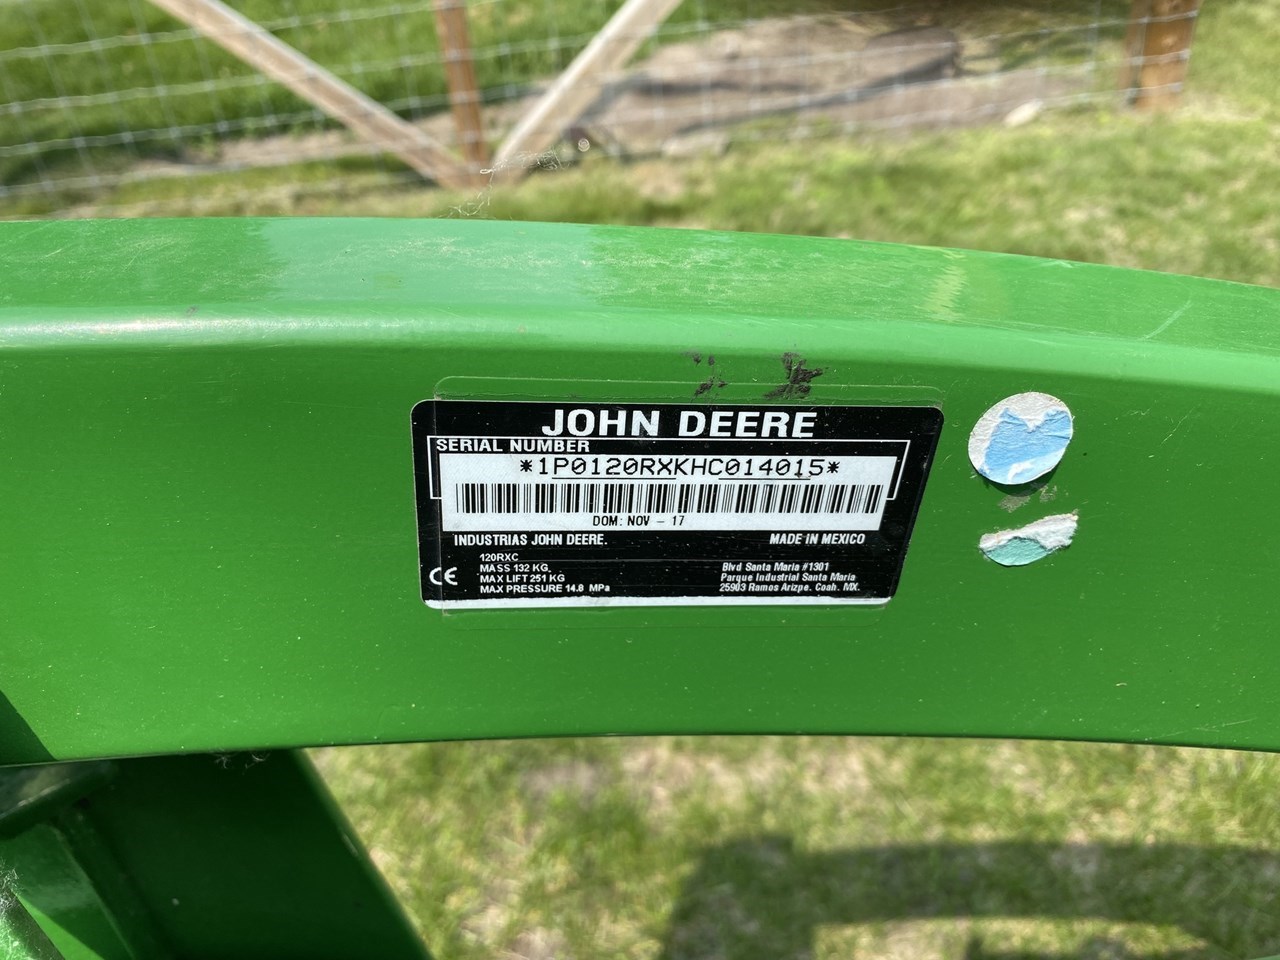 JOHN DEERE
SERIAL NUMBER
*1P0120RXKHC014015*
DOM: NOV - 17
INDUSTRIAS JOHN DEERE. MADE IN MEXICO
120RXC
MASS 132 KG.
MAX LIFT 251 KG
MAX PRESSURE 14.8 MPa
CE
Blvd Santa Maria #1301
Parque Industrial Santa Maria
25903 Ramos Arizpe. Coah. MX.